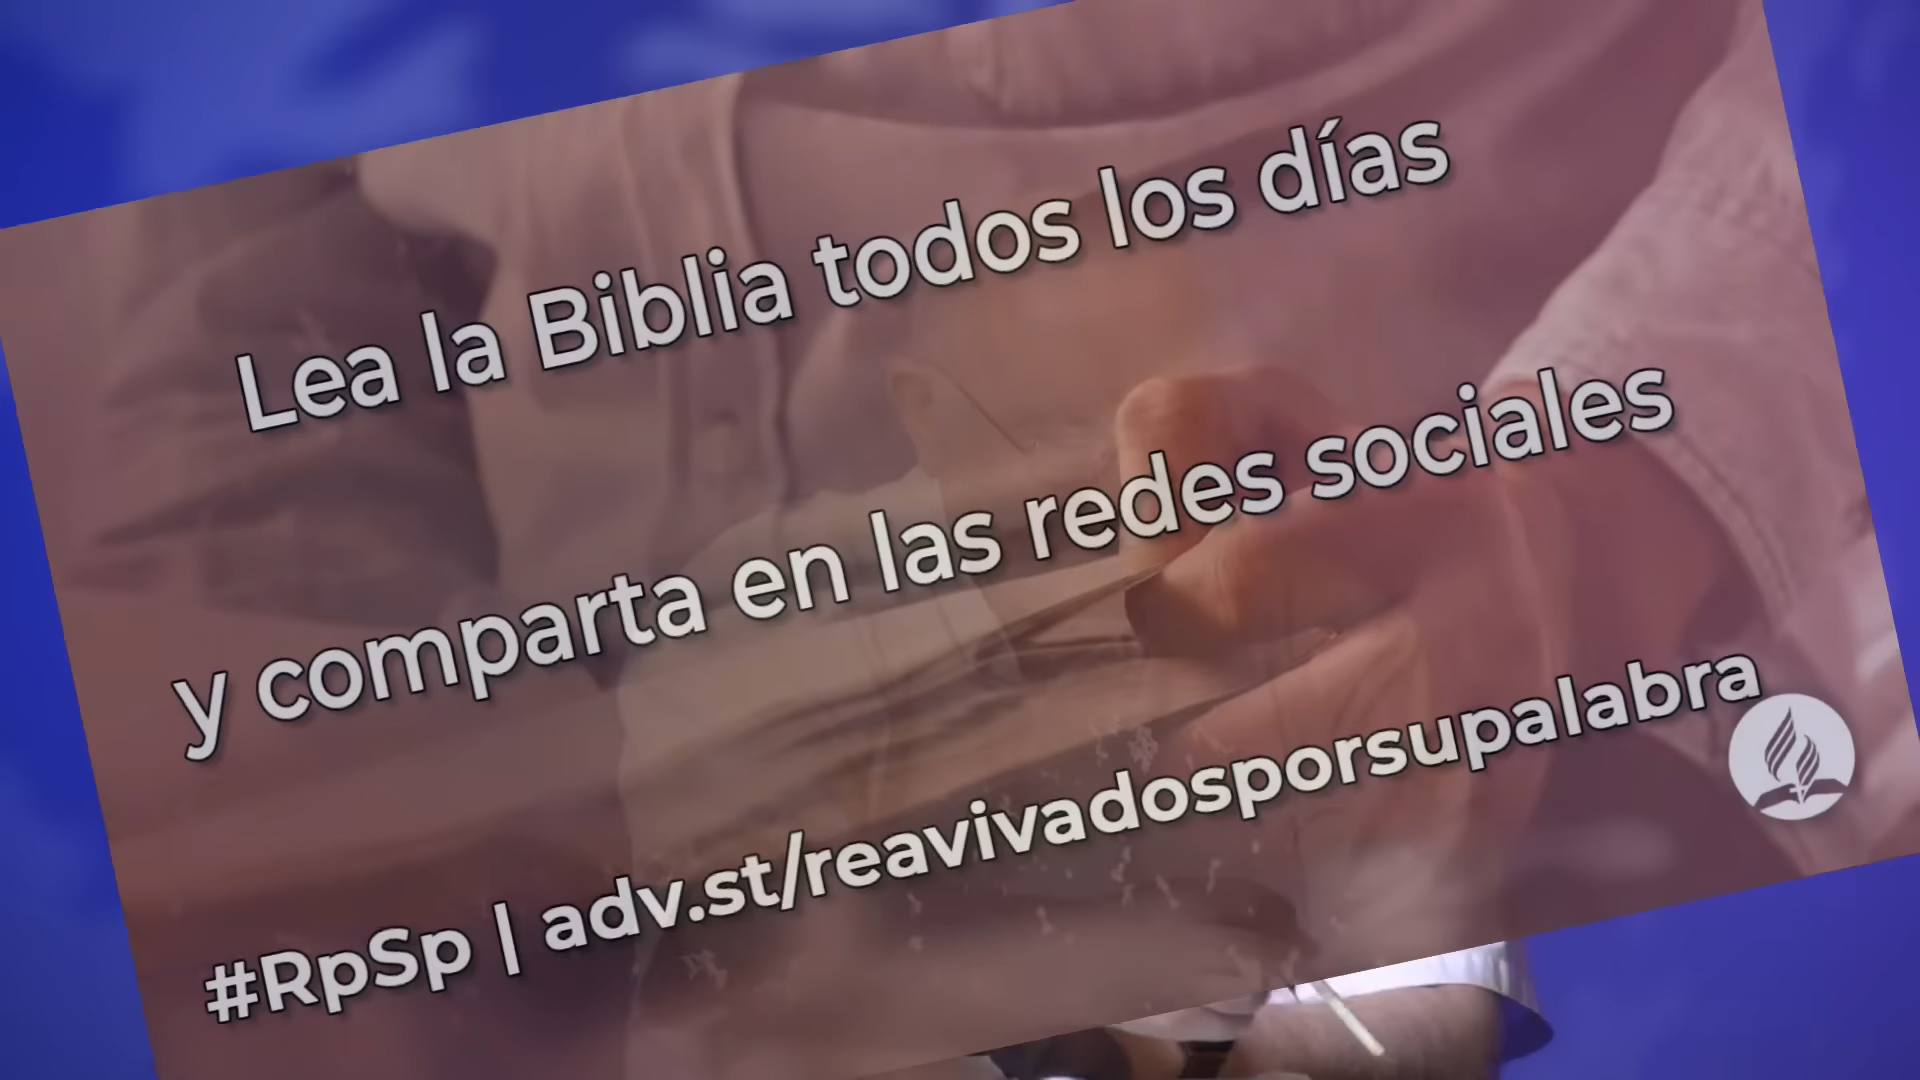 Lea la Biblia todos los días
y comparta en las redes sociales
#RpSp | adv.st/reavivadosporsupalabra